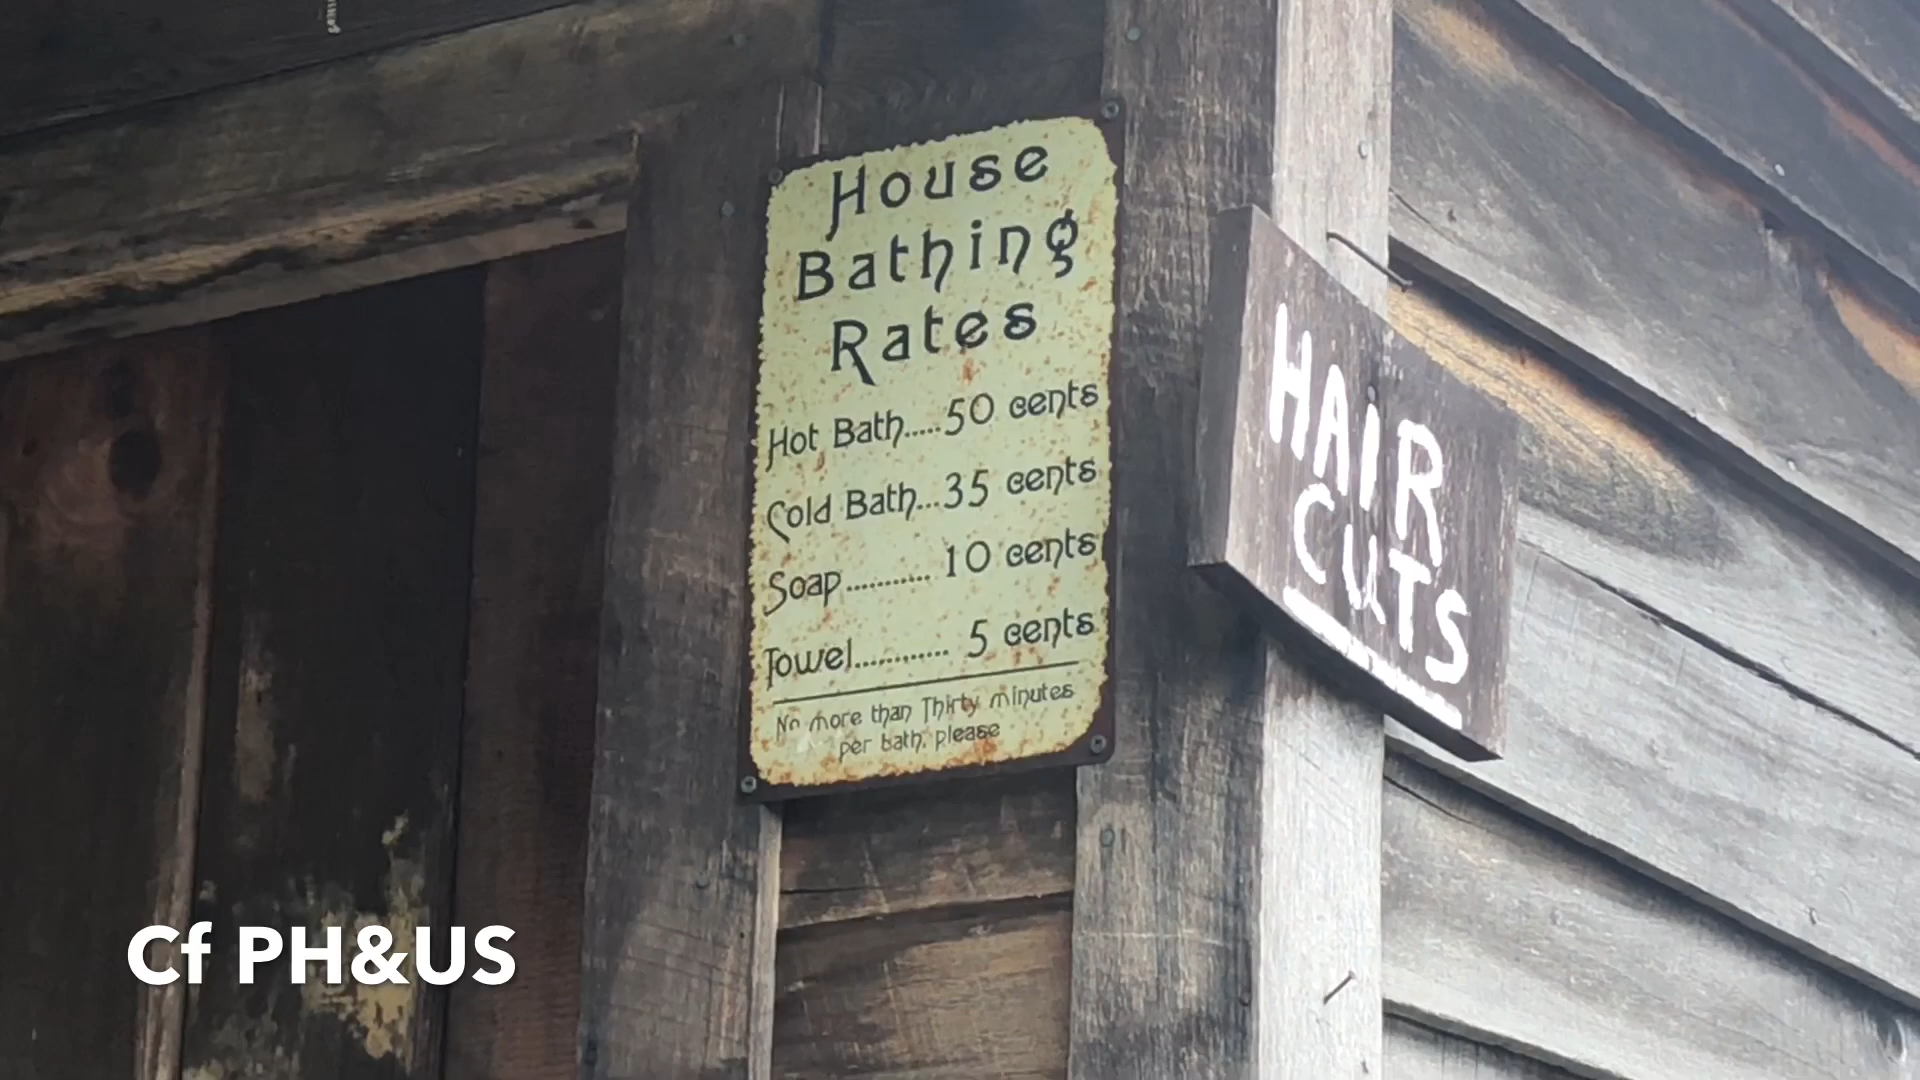 House
Bathing
Rates
Hot Bath.....50 cents
Cold Bath...35 cents
Soap........... 10 cents
Towel............ 5 cents
No more than Thirty minutes
per bath, please
HAIR
CUTS
Cf PH&US